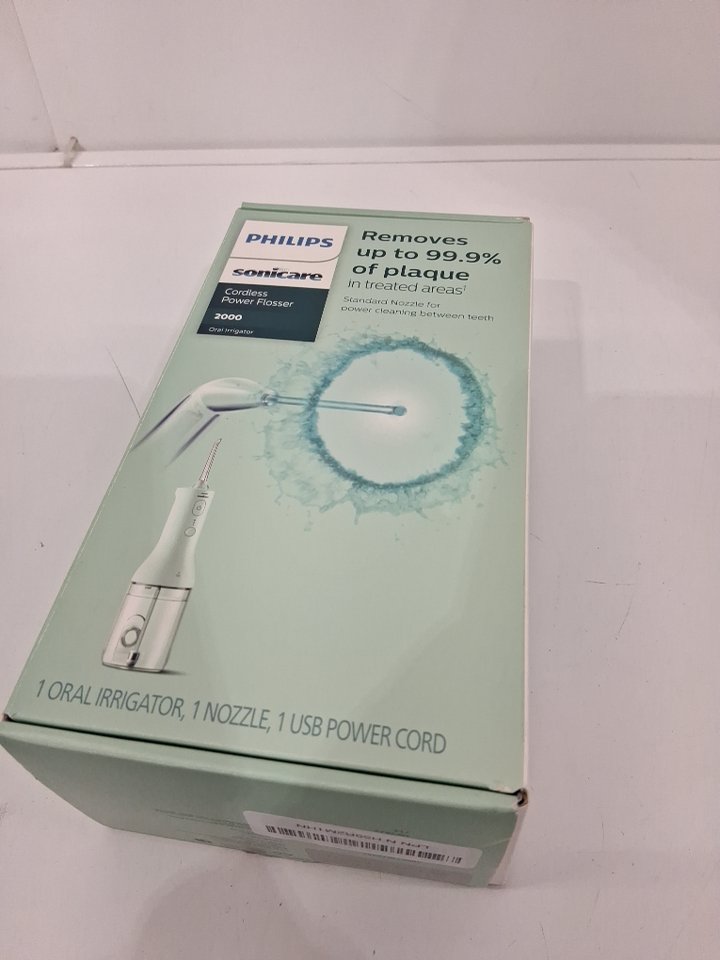 PHILIPS
sonicare
Cordless
Power Flosser
2000
Oral Irrigator
Removes
up to 99.9%
of plaque
in treated areas¹
Standard Nozzle for
power cleaning between teeth
1 ORAL IRRIGATOR, 1 NOZZLE, 1 USB POWER CORD